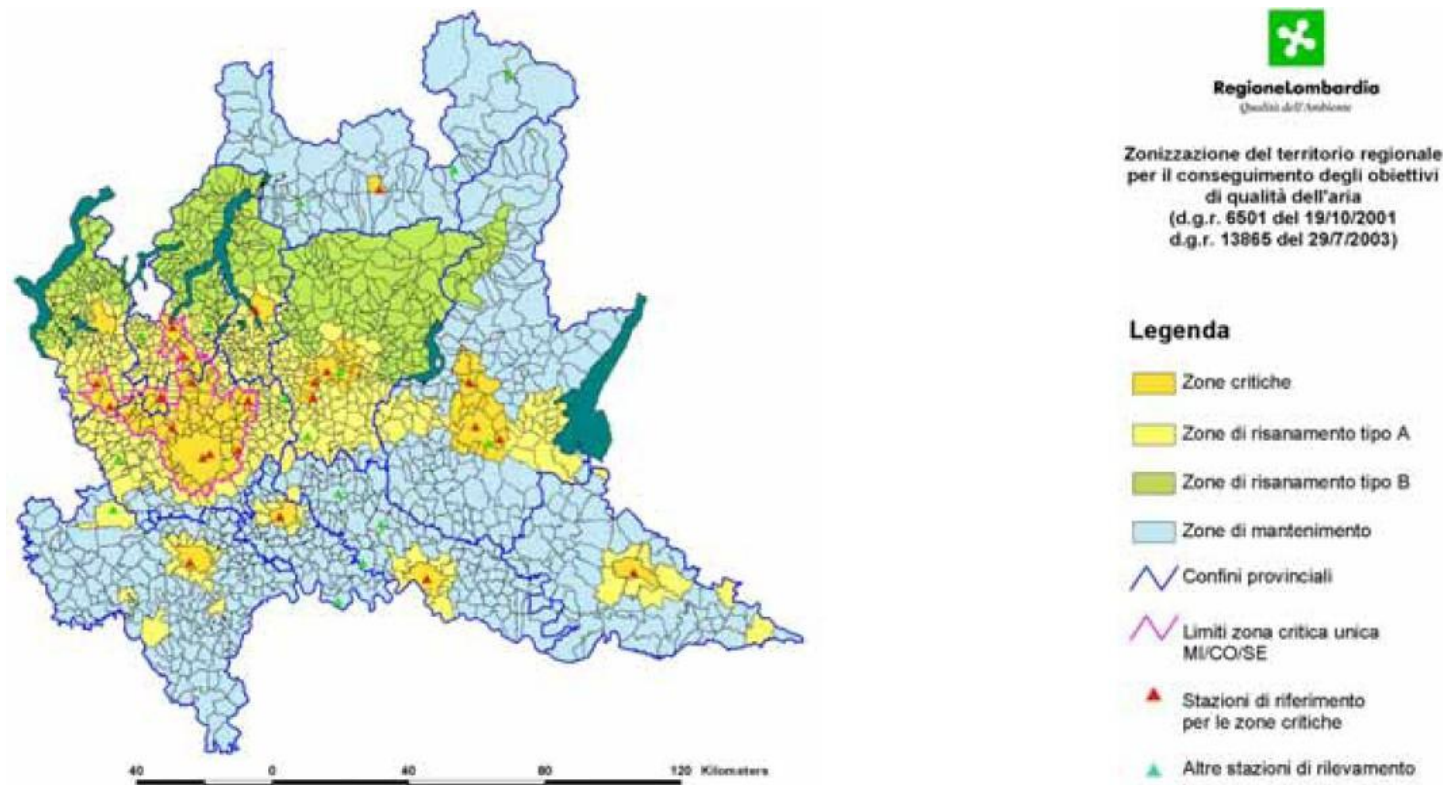 RegioneLombardia
Qualità dell'Ambiente
Zonizzazione del territorio regionale
per il conseguimento degli obiettivi
di qualità dell'aria
(d.g.r. 6501 del 19/10/2001
d.g.r. 13865 del 29/7/2003)
Legenda
Zone critiche
Zone di risanamento tipo A
Zone di risanamento tipo B
Zone di mantenimento
Confini provinciali
Limiti zona critica unica
MI/CO/SE
Stazioni di riferimento
per le zone critiche
Altre stazioni di rilevamento
40 0 40 80 120 Kilometers